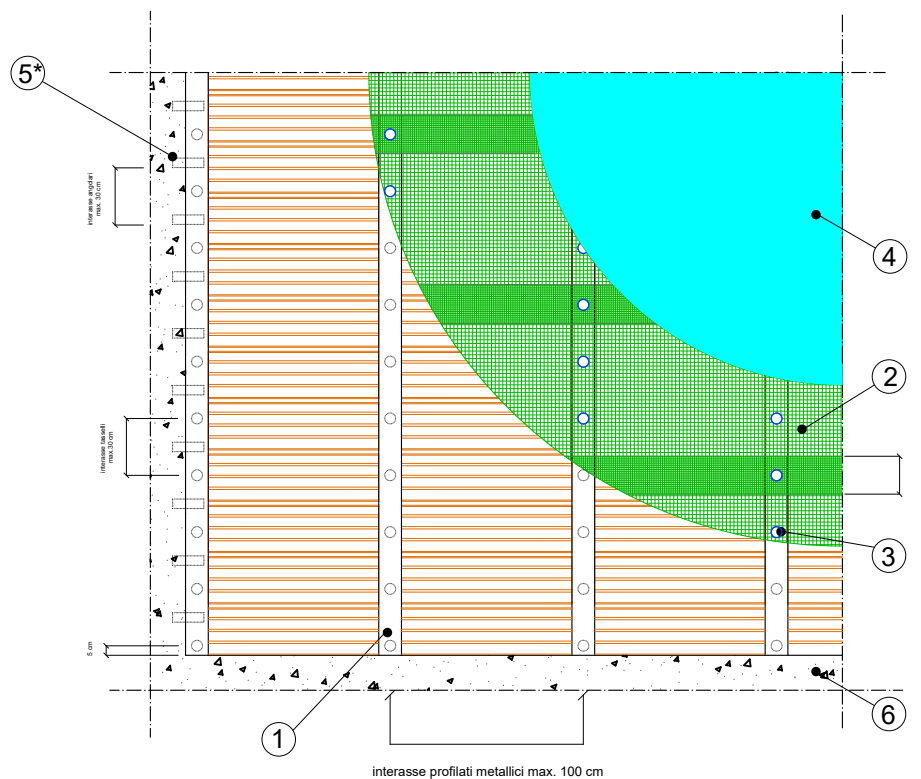 5*
interasse angolari
max. 30 cm
4
2
interasse tasselli
max.30 cm
3
5 cm
1
6
interasse profilati metallici max. 100 cm